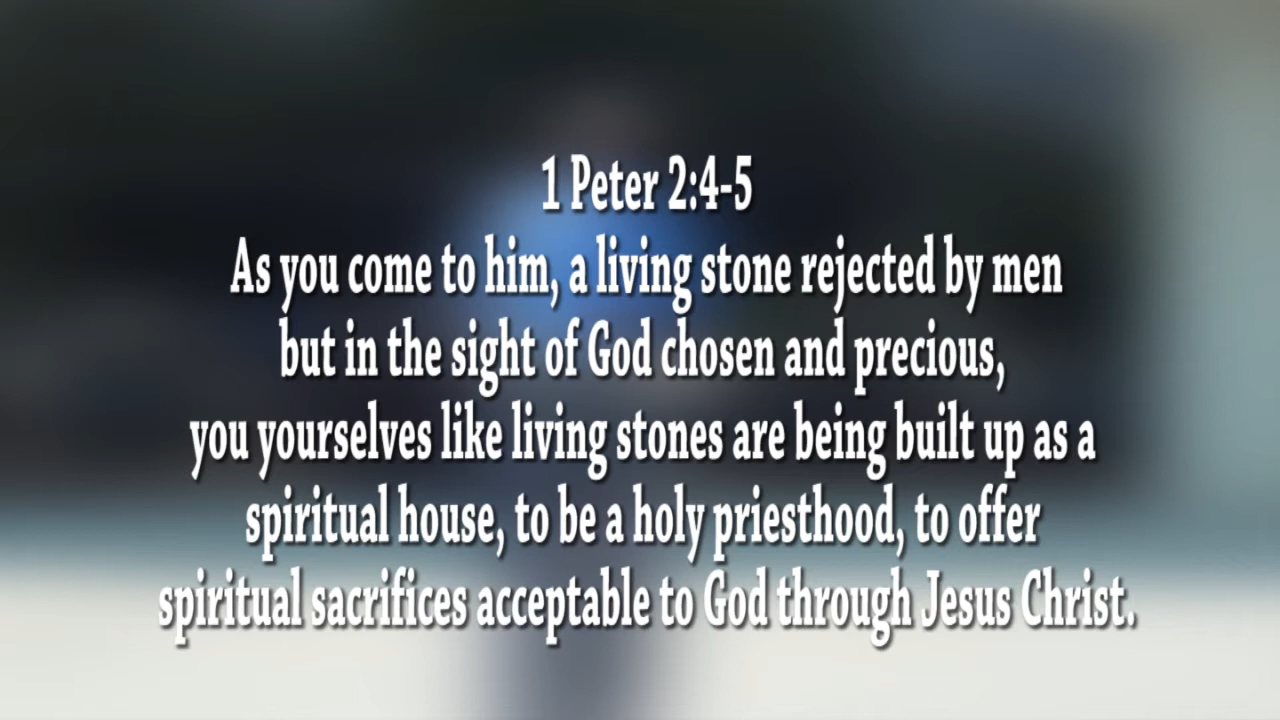 1 Peter 2:4-5
As you come to him, a living stone rejected by men
but in the sight of God chosen and precious,
you yourselves like living stones are being built up as a
spiritual house, to be a holy priesthood, to offer
spiritual sacrifices acceptable to God through Jesus Christ.